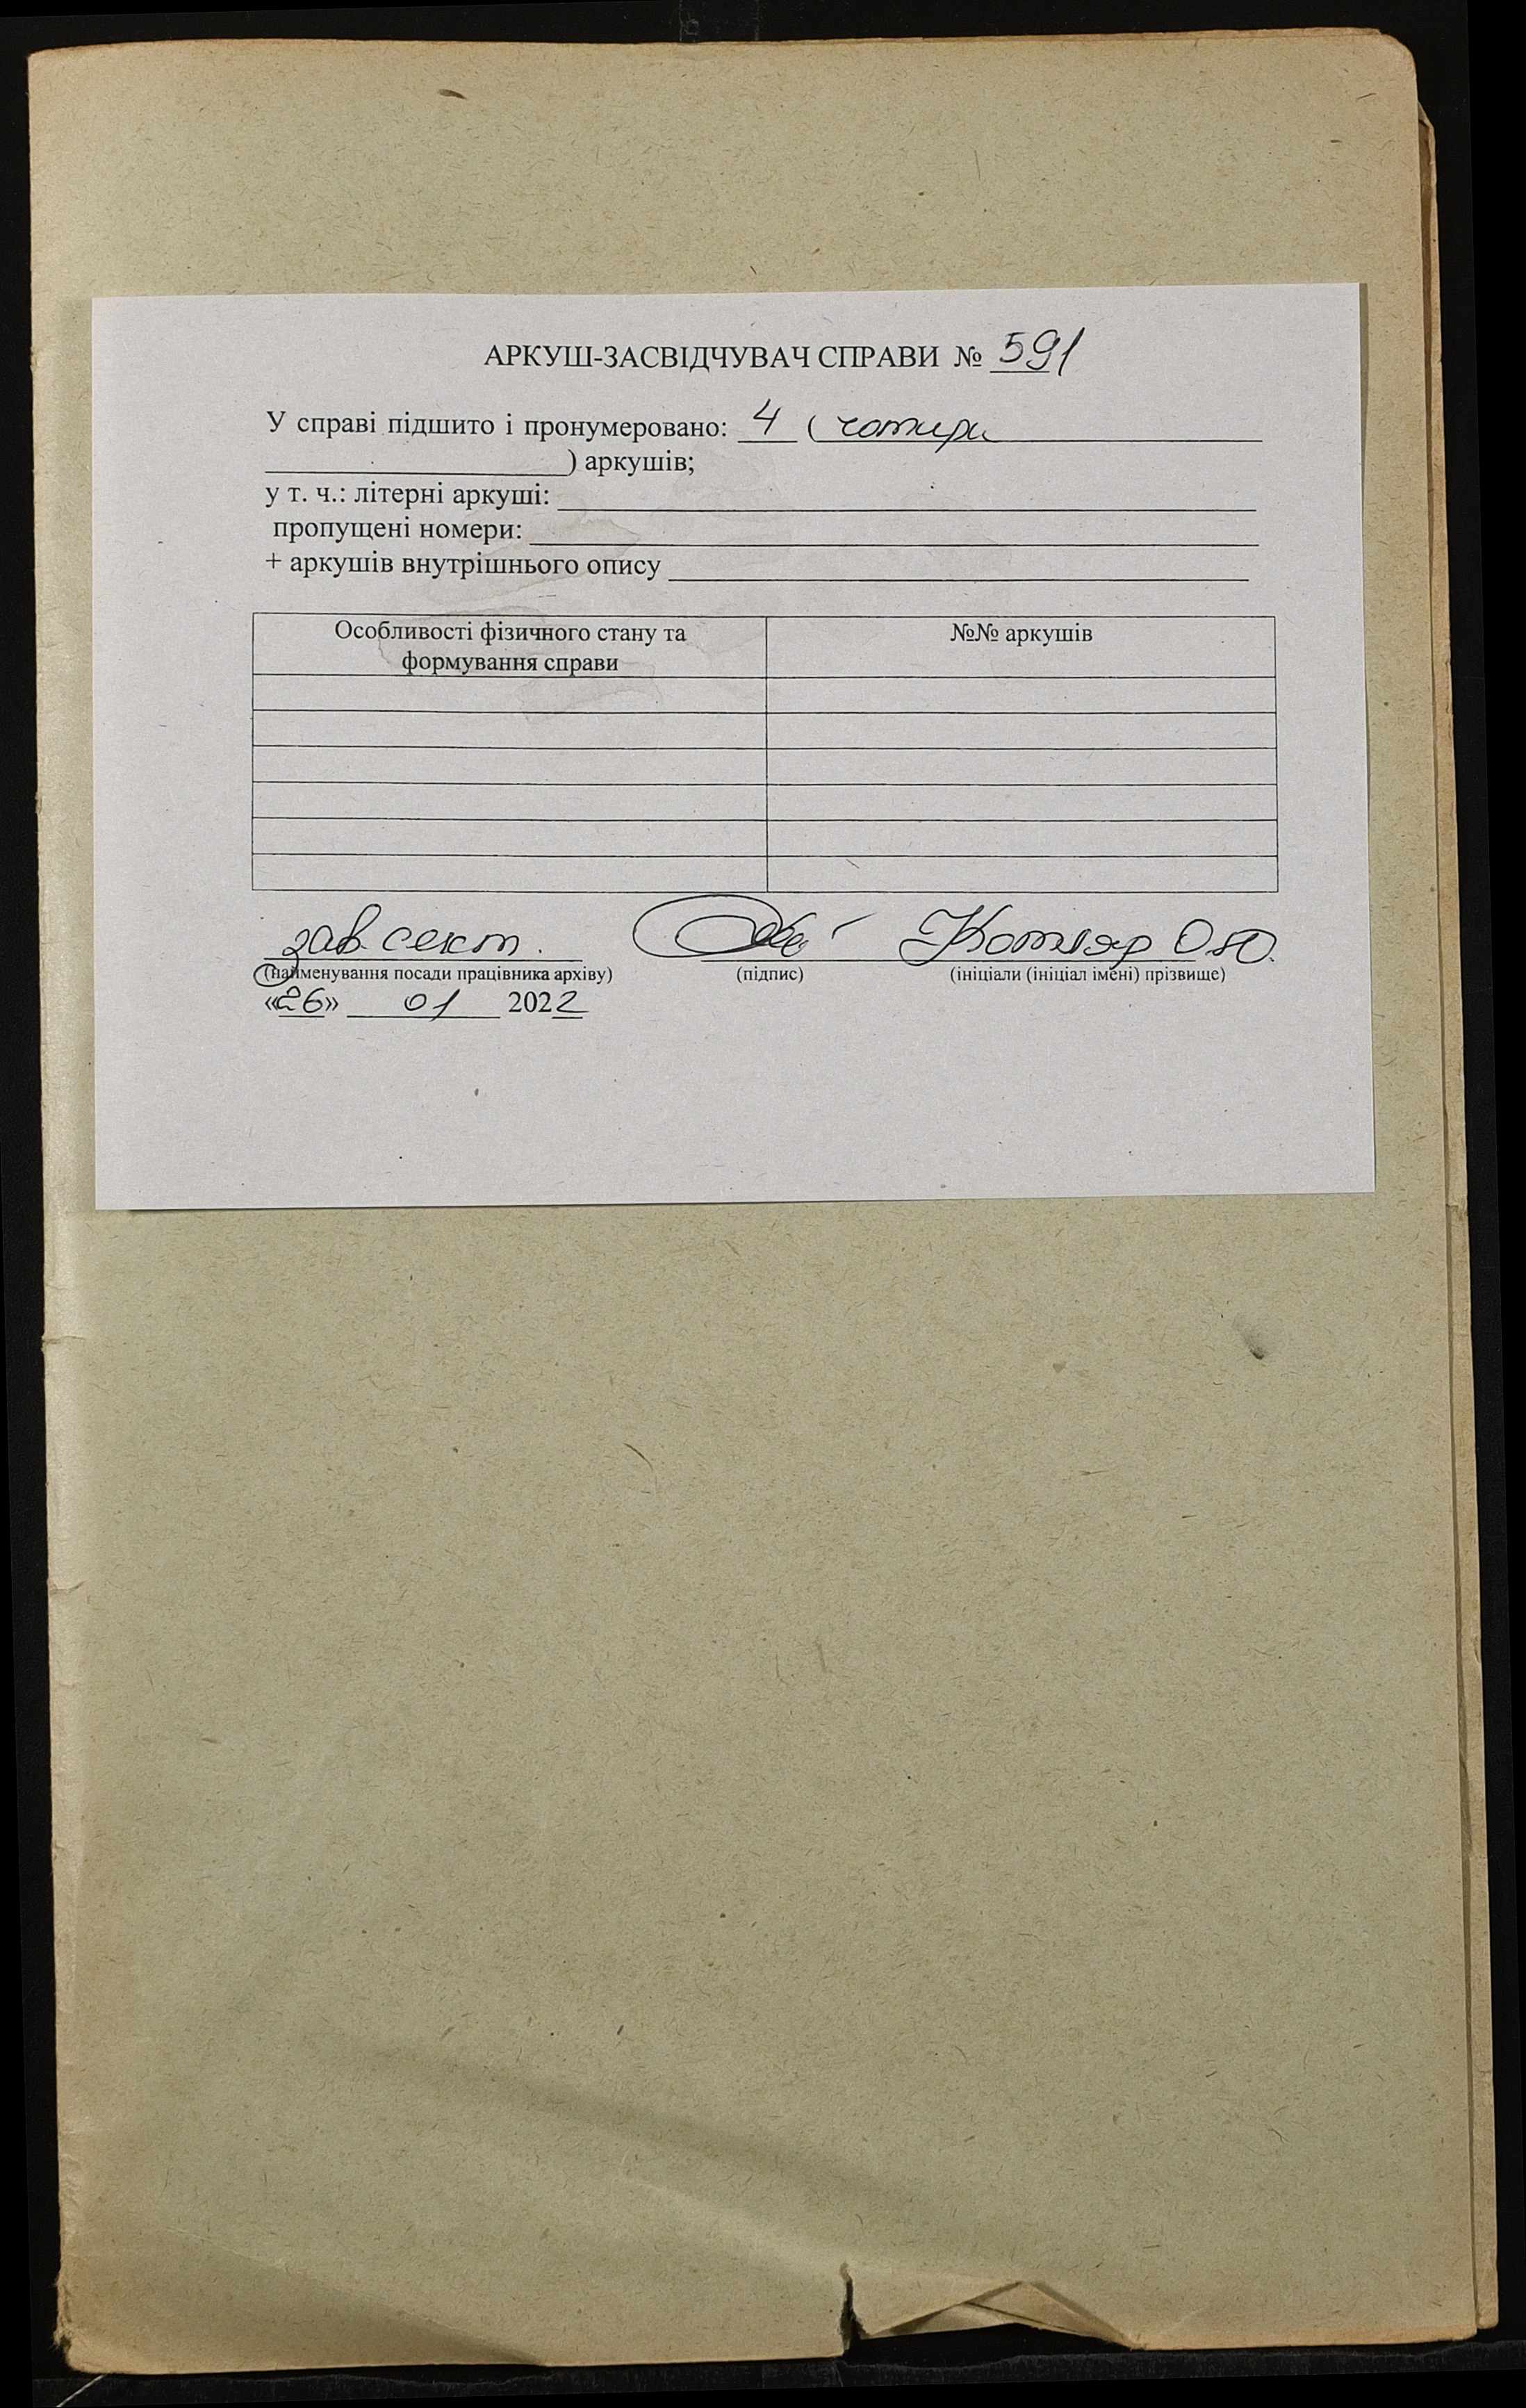 АРКУШ-ЗАСВІДЧУВАЧ СПРАВИ № 591
У справі підшито і пронумеровано: 4 ( чотири
) аркушів;
у т. ч.: літерні аркуші:
пропущені номери:
+ аркушів внутрішнього опису
Особливості фізичного стану та формування справи
№№ аркушів
зав. сект. Котляр О.Ю.
(найменування посади працівника архіву) (підпис) (ініціали (ініціал імені) прізвище)
«26» 01 2022